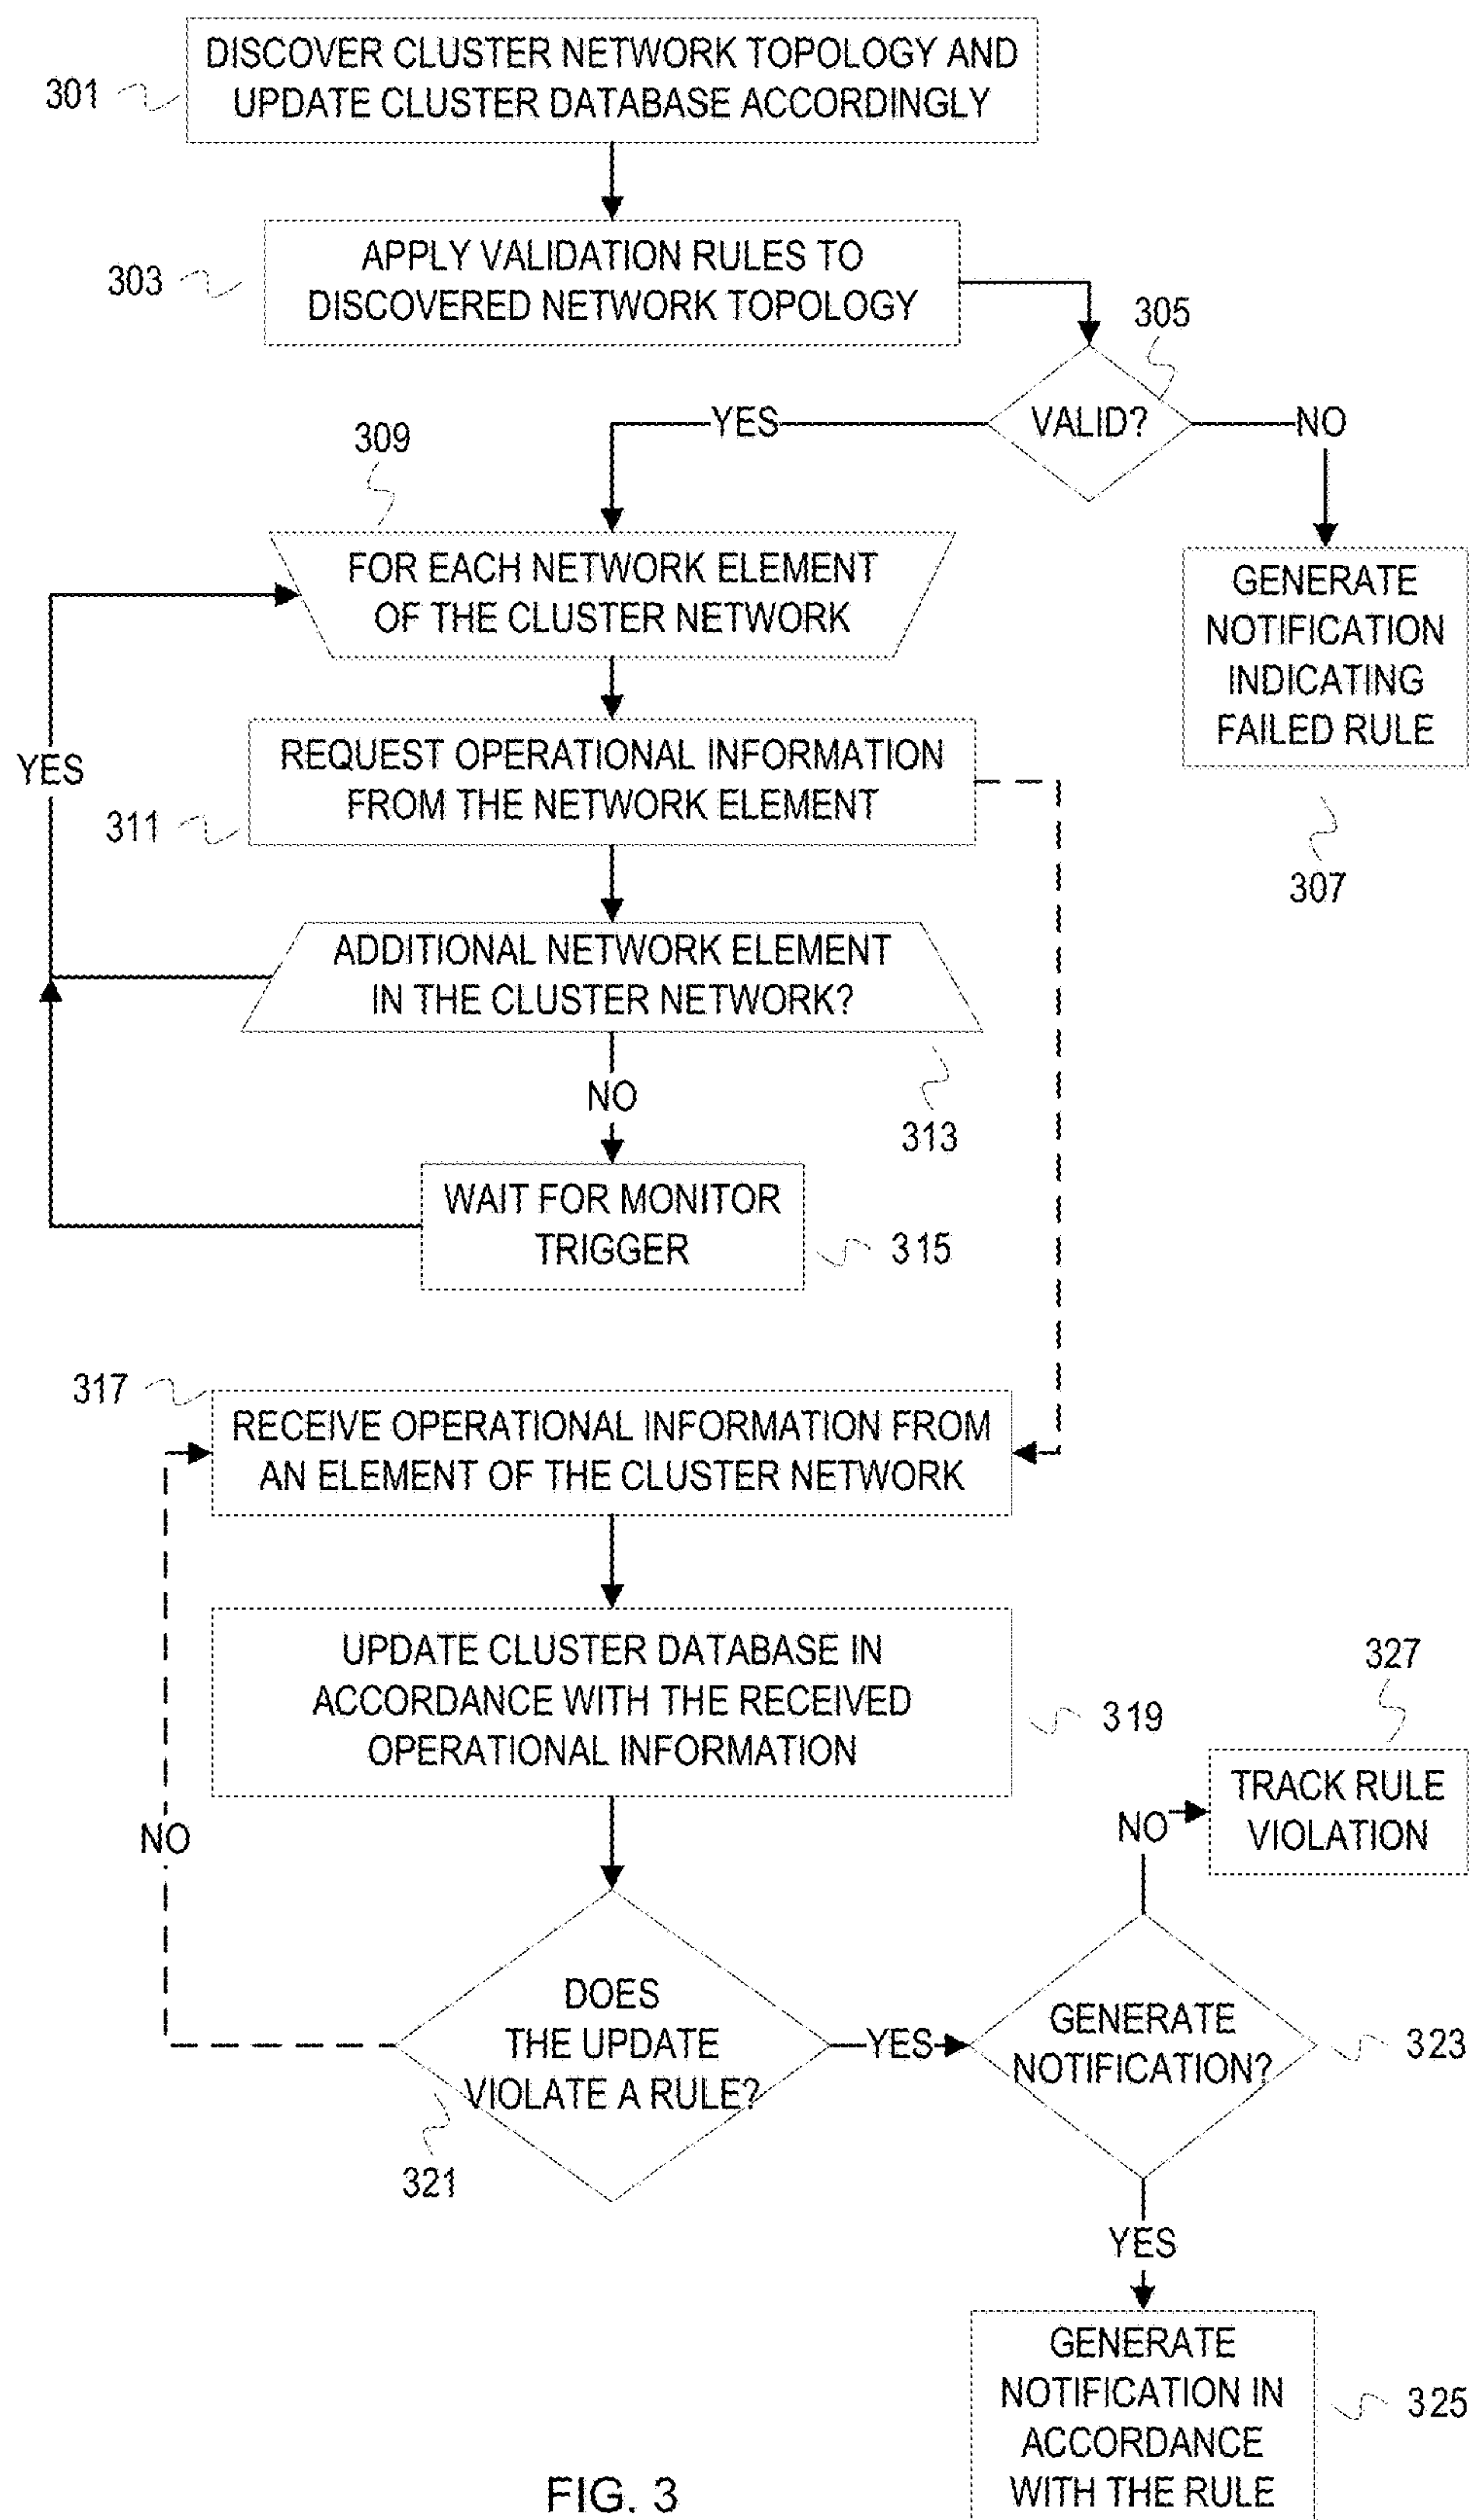 DISCOVER CLUSTER NETWORK TOPOLOGY AND
UPDATE CLUSTER DATABASE ACCORDINGLY
301
APPLY VALIDATION RULES TO
DISCOVERED NETWORK TOPOLOGY
303
305
VALID?
YES
NO
309
FOR EACH NETWORK ELEMENT
OF THE CLUSTER NETWORK
GENERATE
NOTIFICATION
INDICATING
FAILED RULE
307
YES
REQUEST OPERATIONAL INFORMATION
FROM THE NETWORK ELEMENT
311
ADDITIONAL NETWORK ELEMENT
IN THE CLUSTER NETWORK?
313
NO
WAIT FOR MONITOR
TRIGGER
315
317
RECEIVE OPERATIONAL INFORMATION FROM
AN ELEMENT OF THE CLUSTER NETWORK
UPDATE CLUSTER DATABASE IN
ACCORDANCE WITH THE RECEIVED
OPERATIONAL INFORMATION
319
327
TRACK RULE
VIOLATION
NO
NO
DOES
THE UPDATE
VIOLATE A RULE?
321
YES
GENERATE
NOTIFICATION?
323
YES
GENERATE
NOTIFICATION IN
ACCORDANCE
WITH THE RULE
325
FIG. 3